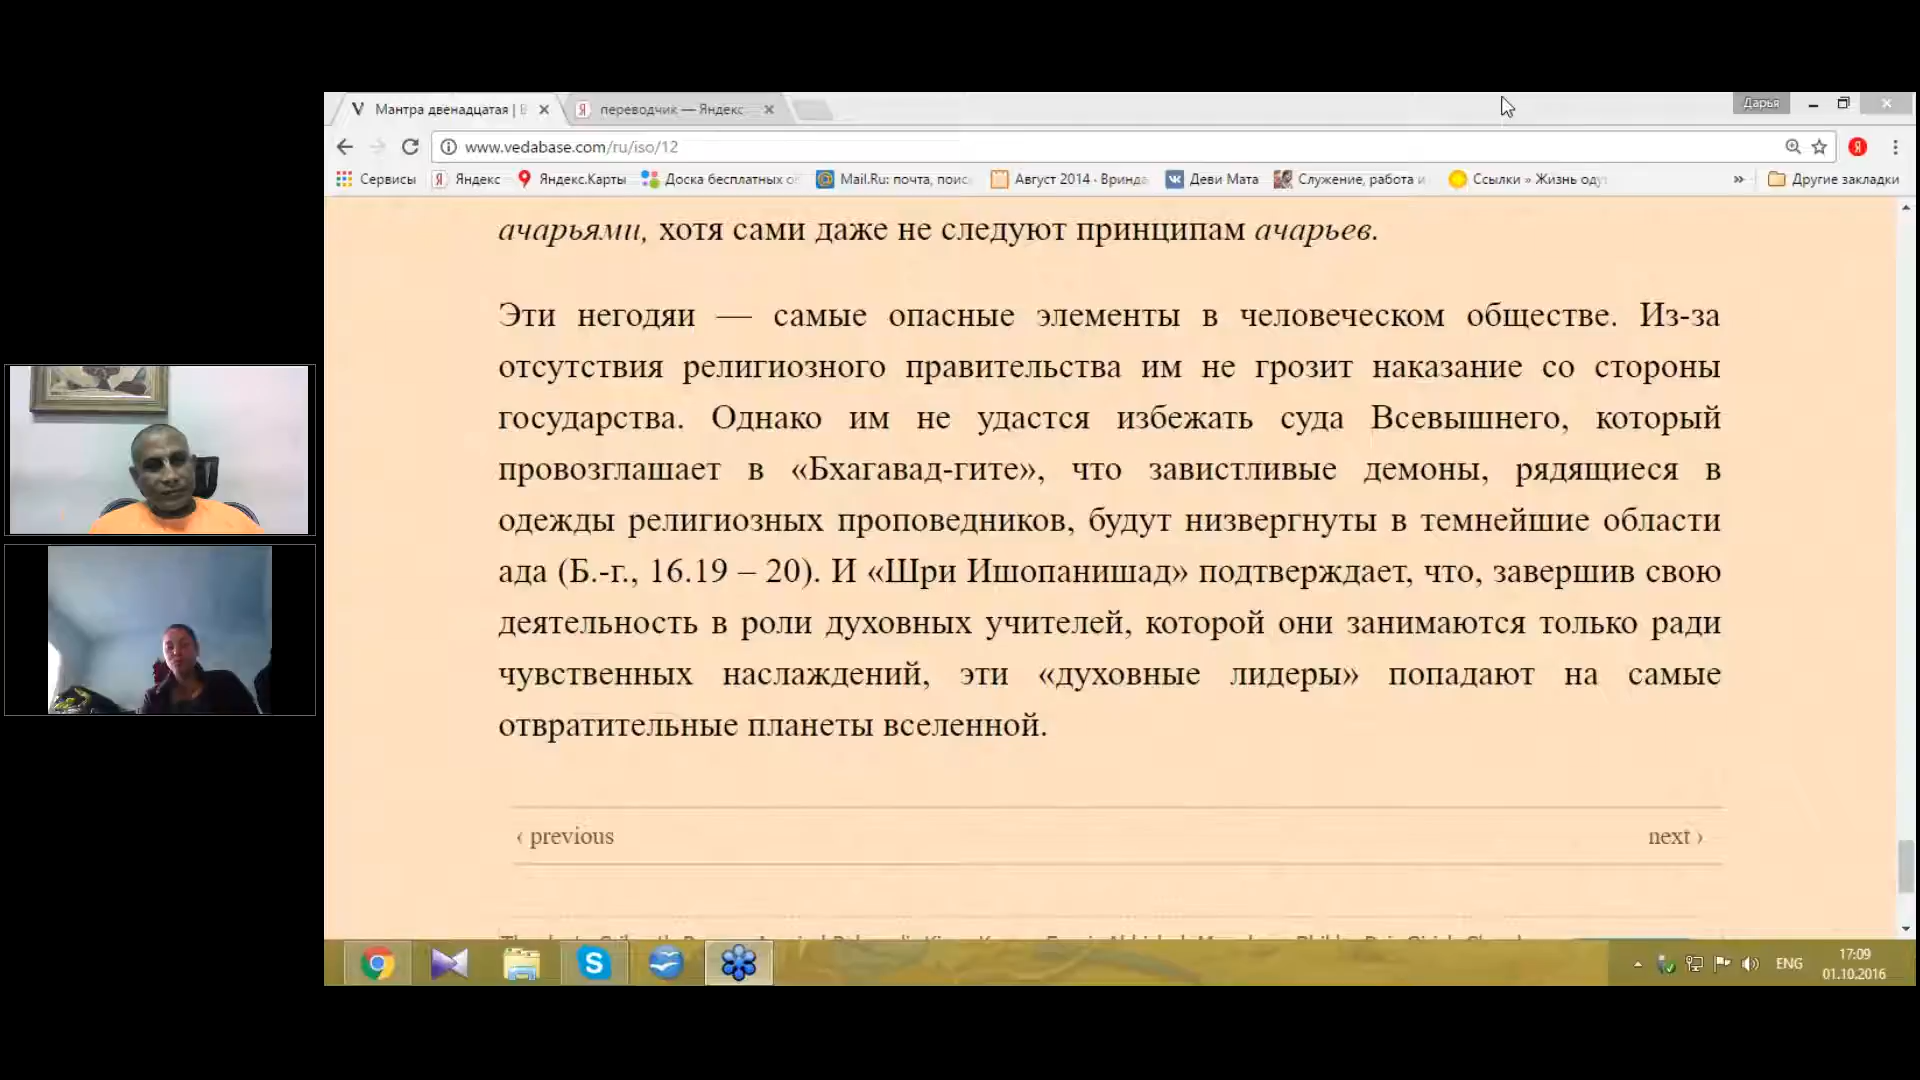 Мантра двенадцатая |
переводчик — Яндекс
Дарья
www.vedabase.com/ru/iso/12
Сервисы
Яндекс
Яндекс.Карты
Доска бесплатных
Mail.Ru: почта, поис
Август 2014 - Вринда
Деви Мата
Служение, работа и
Ссылки » Жизнь
»
Другие закладки
ачарьями, хотя сами даже не следуют принципам ачарьев.
Эти негодяи — самые опасные элементы в человеческом обществе. Из-за
отсутствия религиозного правительства им не грозит наказание со стороны
государства. Однако им не удастся избежать суда Всевышнего, который
провозглашает в «Бхагавад-гите», что завистливые демоны, рядящиеся в
одежды религиозных проповедников, будут низвергнуты в темнейшие области
ада (Б.-г., 16.19 – 20). И «Шри Ишопанишад» подтверждает, что, завершив свою
деятельность в роли духовных учителей, которой они занимаются только ради
чувственных наслаждений, эти «духовные лидеры» попадают на самые
отвратительные планеты вселенной.
‹ previous
next ›
ENG
17:09
01.10.2016